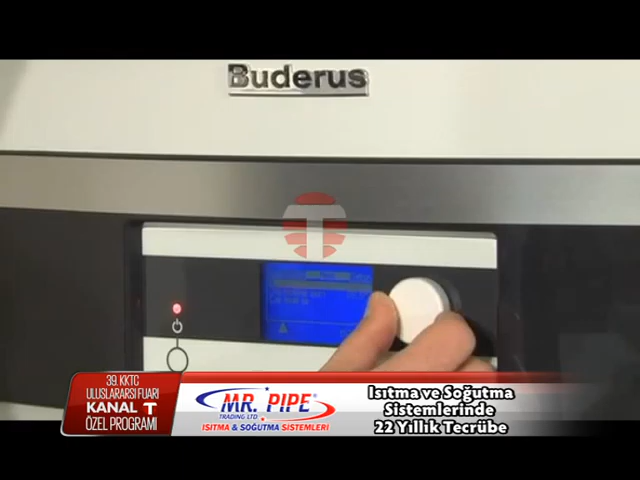 Buderus
T
39. KKTC
ULUSLARARSI FUARI
KANAL T
ÖZEL PROGRAMI
MR. PIPE®
TRADING LTD.
ISITMA & SOĞUTMA SİSTEMLERİ
Isıtma ve Soğutma
Sistemlerinde
22 Yıllık Tecrübe